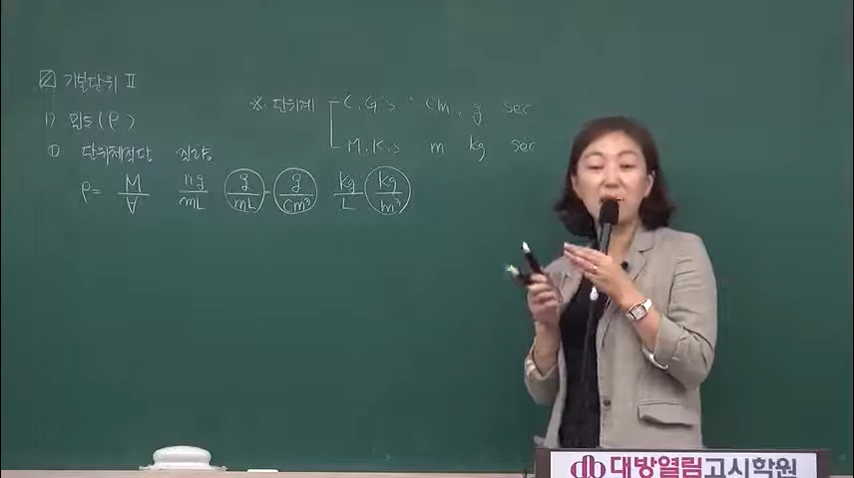 ② 기본단위 Ⅱ
1) 밀도(ρ)
① 단위체적당 질량
ρ = M/V ng/mL g/mL = g/cm³ kg/L kg/m³
※ 단위계
C.G.S cm, g sec
M.K.S m kg sec
대방열림고시학원